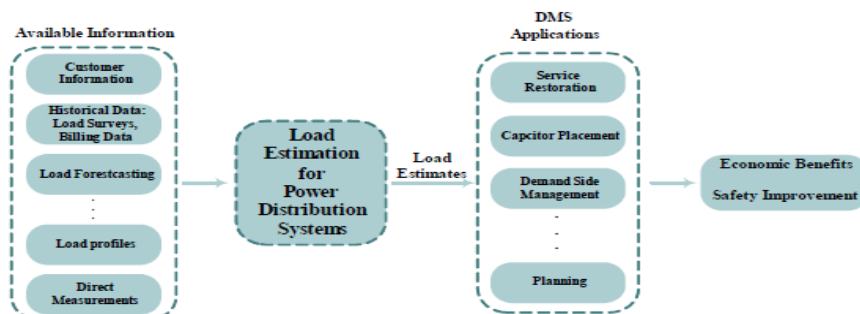 Available Information
Customer
Information
Historical Data:
Load Surveys,
Billing Data
Load Forestcasting
Load profiles
Direct
Measurements
Load
Estimation
for
Power
Distribution
Systems
Load
Estimates
DMS
Applications
Service
Restoration
Capcitor Placement
Demand Side
Management
Planning
Economic Benefits
Safety Improvement